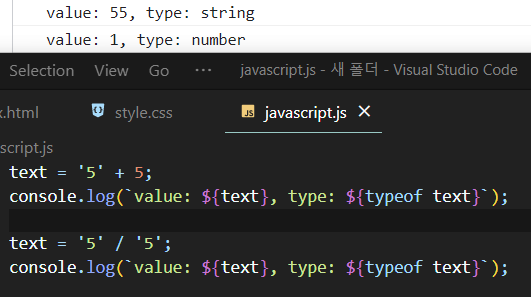 value: 55, type: string
value: 1, type: number
Selection View Go ··· javascript.js - 새 폴더 - Visual Studio Code
x.html style.css JS javascript.js ×
script.js
text = '5' + 5;
console.log(`value: ${text}, type: ${typeof text}`);
text = '5' / '5';
console.log(`value: ${text}, type: ${typeof text}`);